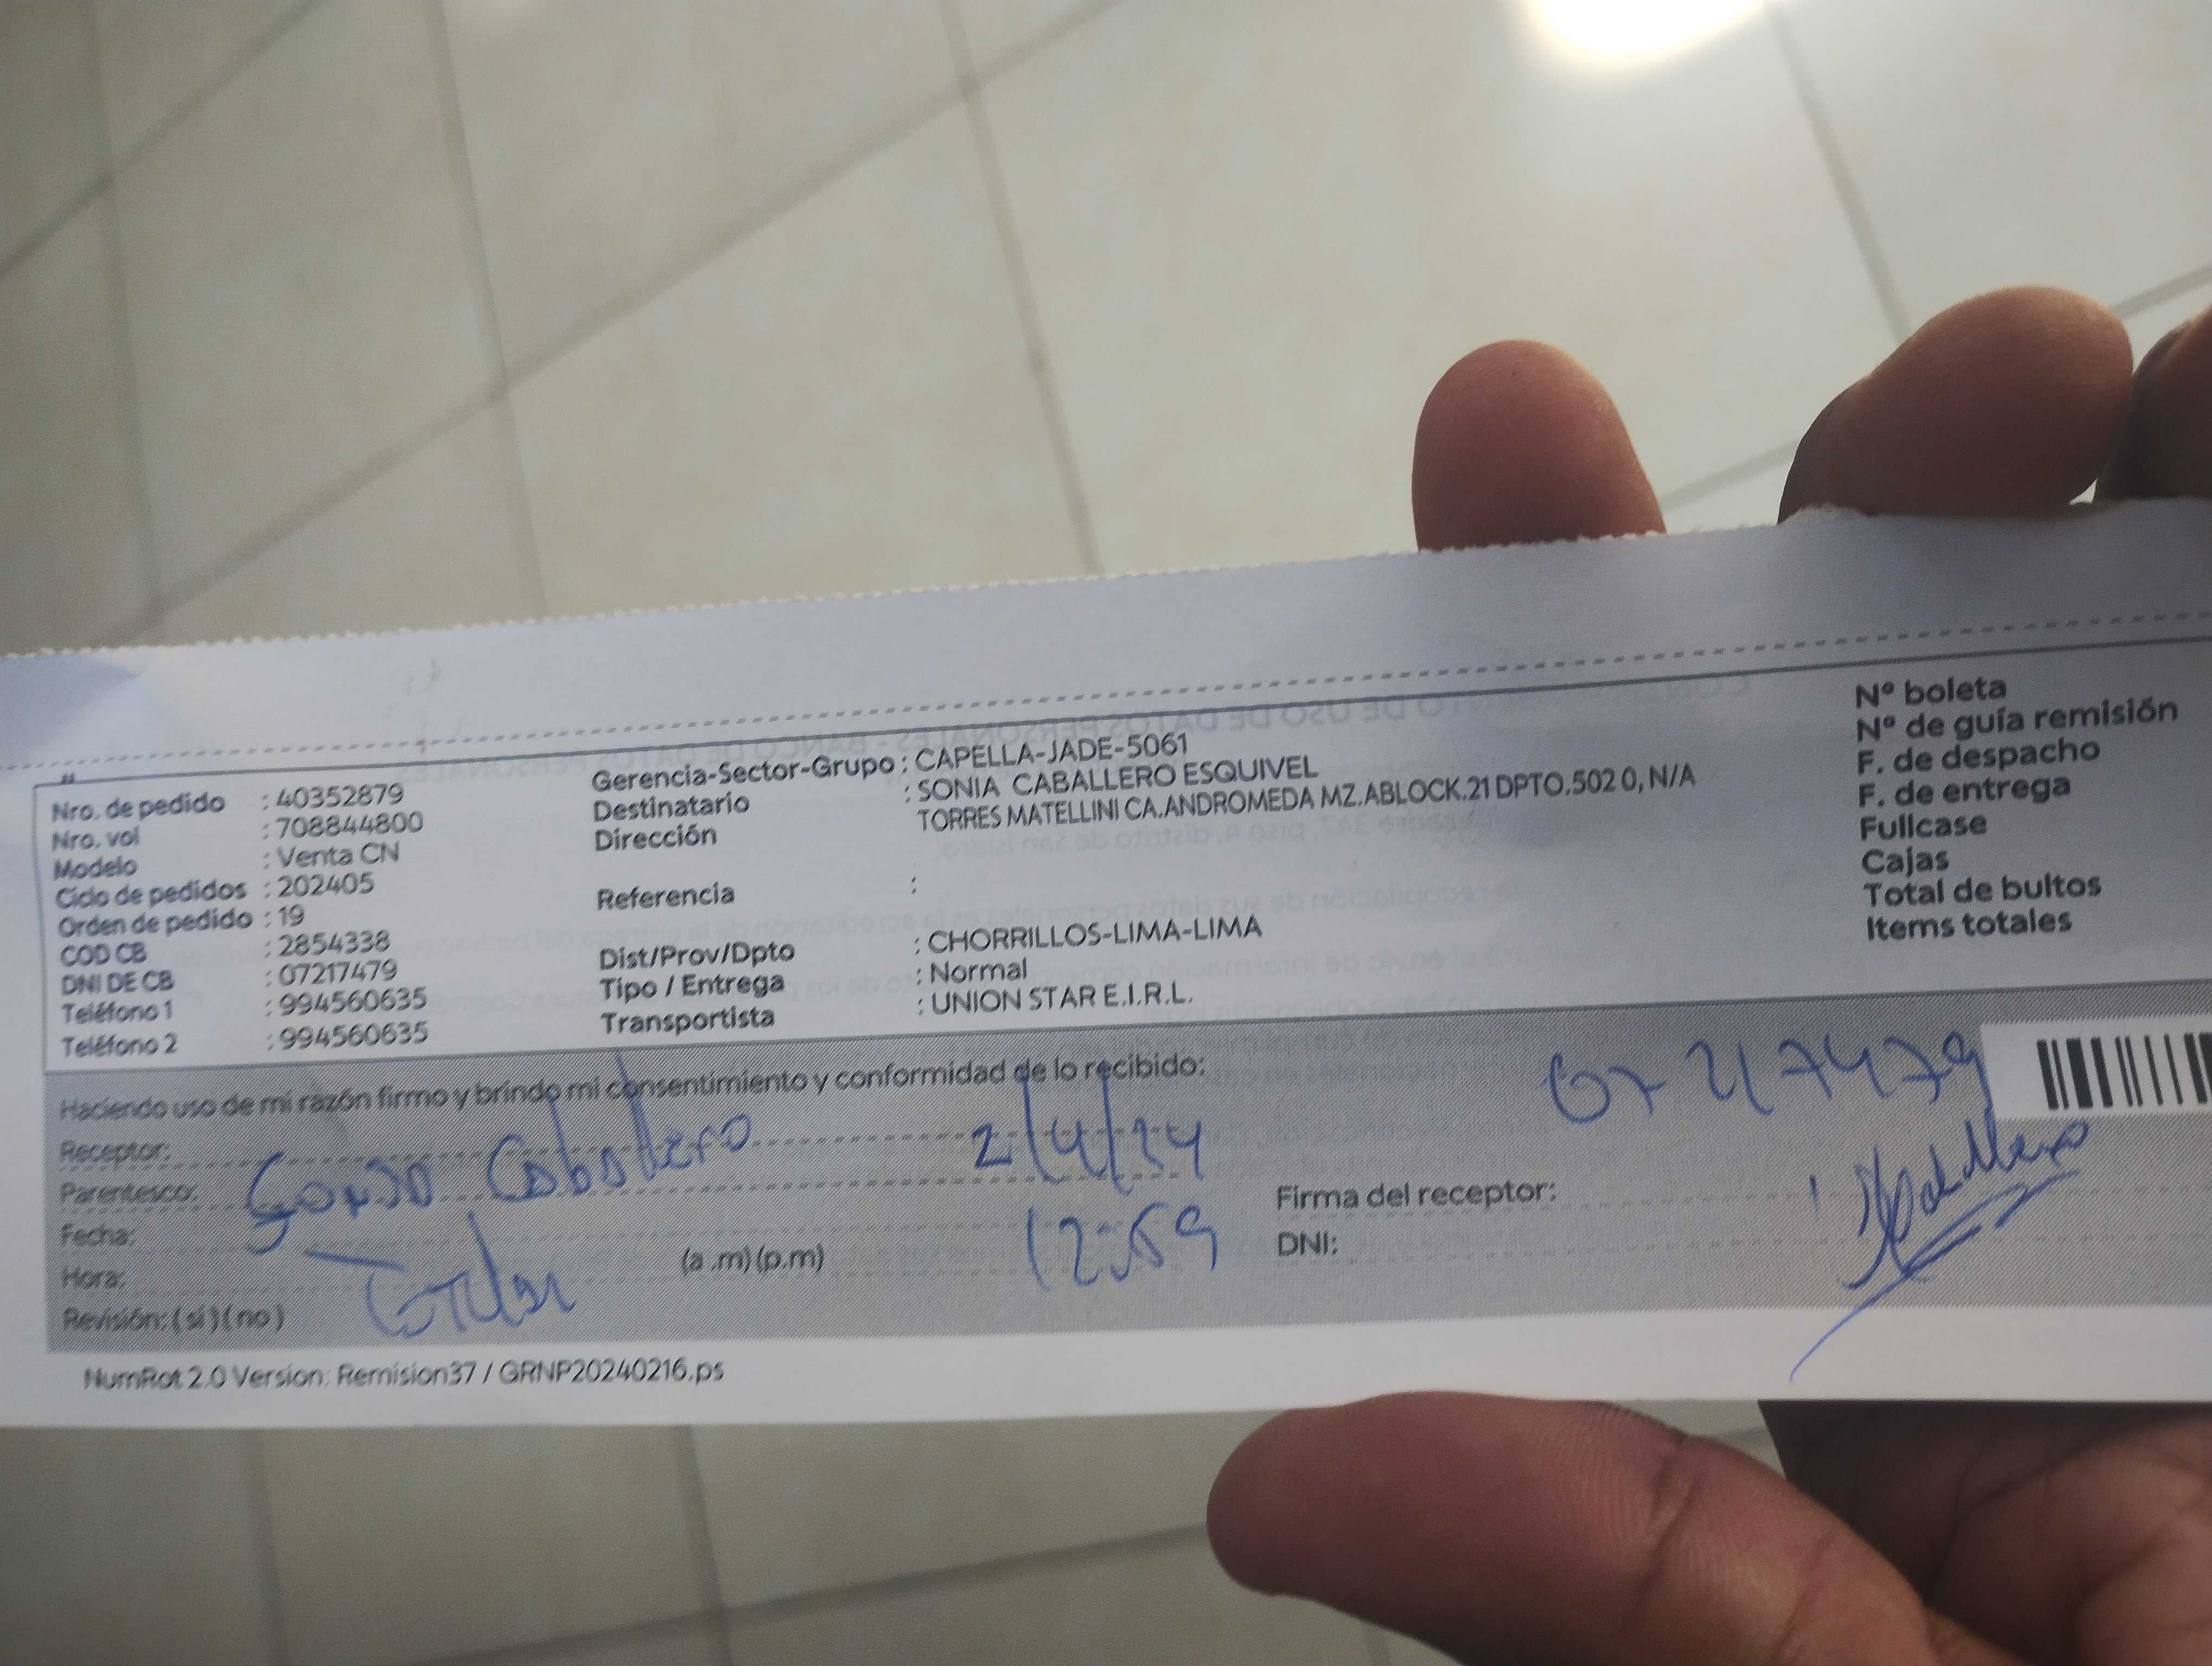 Nro. de pedido : 40352879
Nro. vol : 708844800
Modelo : Venta CN
Ciclo de pedidos : 202405
Orden de pedido : 19
COD CB : 2854338
DNI DE CB : 07217479
Teléfono 1 : 994560635
Teléfono 2 : 994560635
Gerencia-Sector-Grupo : CAPELLA-JADE-5061
Destinatario : SONIA CABALLERO ESQUIVEL
Dirección TORRES MATELLINI CA.ANDROMEDA MZ.ABLOCK.21 DPTO.502 0, N/A
Referencia :
Dist/Prov/Dpto : CHORRILLOS-LIMA-LIMA
Tipo / Entrega : Normal
Transportista : UNION STAR E.I.R.L.
Nº boleta
Nº de guía remisión
F. de despacho
F. de entrega
Fullcase
Cajas
Total de bultos
Items totales
Haciendo uso de mi razón firmo y brindo mi consentimiento y conformidad de lo recibido:
Receptor:
Parentesco:
Fecha:
Hora: (a .m) (p.m)
Revisión: ( si ) ( no )
Sonia Caballero
Titular
2/4/24
12:59
Firma del receptor:
DNI:
07217479
NumRot 2.0 Version: Remision37 / GRNP20240216.ps